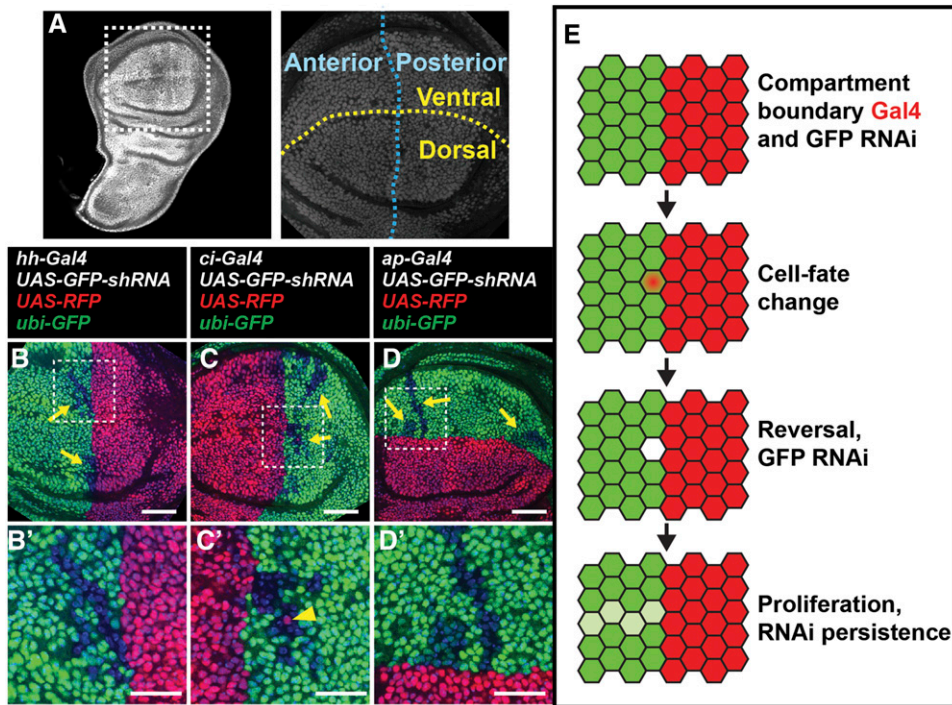 A
Anterior Posterior
Ventral
Dorsal
hh-Gal4
UAS-GFP-shRNA
UAS-RFP
ubi-GFP
ci-Gal4
UAS-GFP-shRNA
UAS-RFP
ubi-GFP
ap-Gal4
UAS-GFP-shRNA
UAS-RFP
ubi-GFP
B
C
D
B'
C'
D'
E
Compartment
boundary Gal4
and GFP RNAi
Cell-fate
change
Reversal,
GFP RNAi
Proliferation,
RNAi persistence